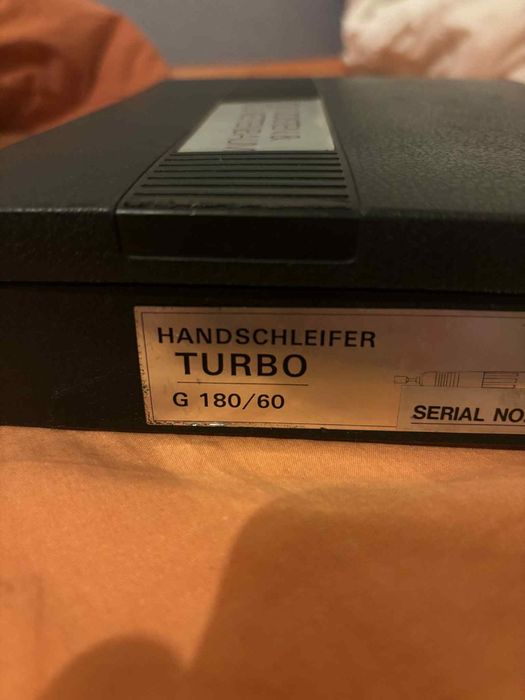 HANDSCHLEIFER
TURBO
G 180/60
SERIAL NO.